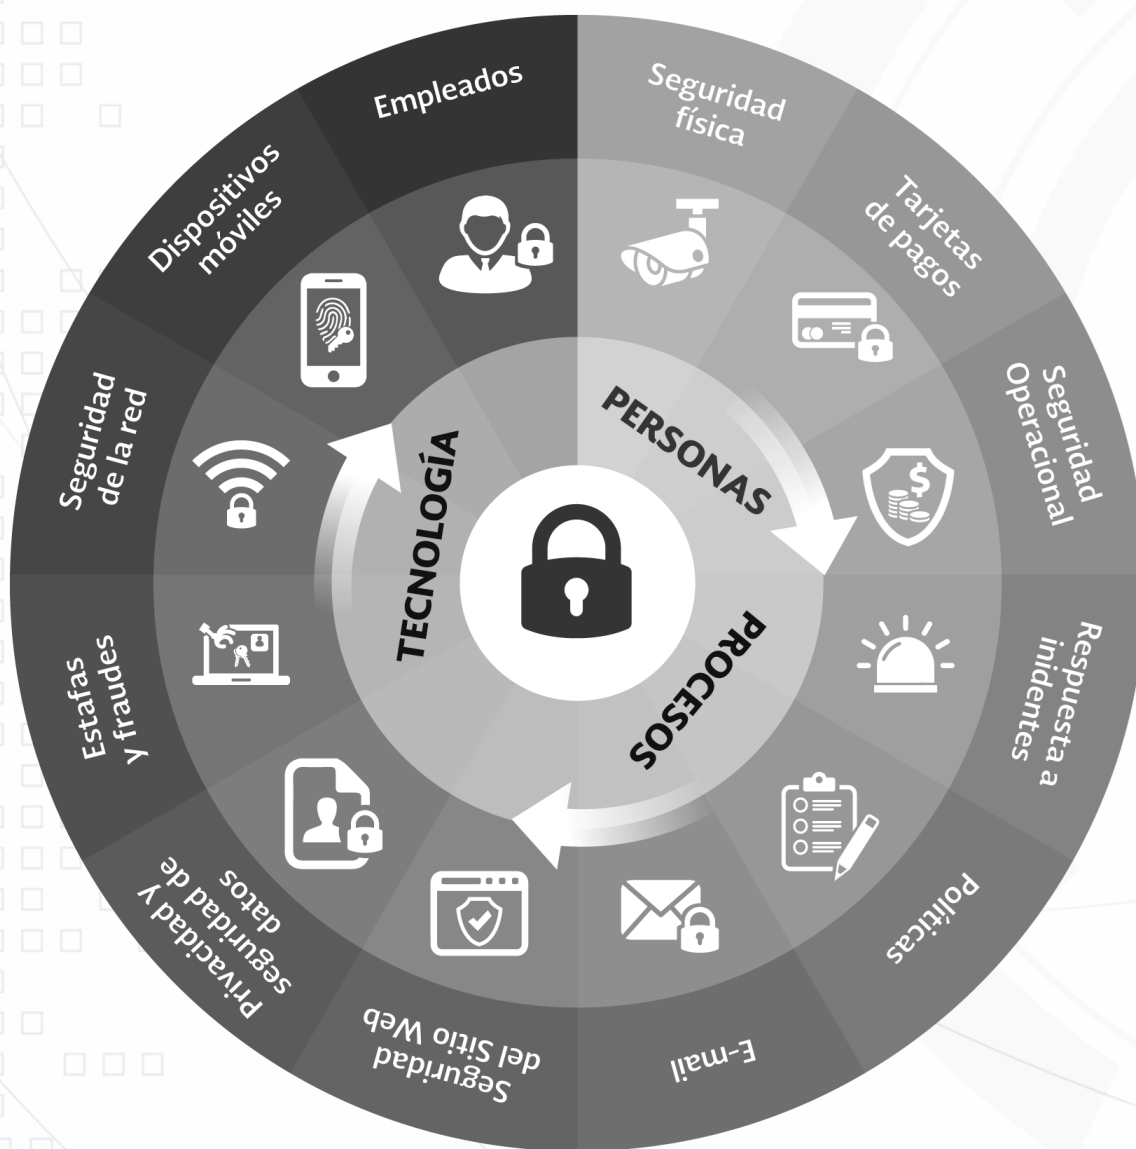 Empleados
Seguridad
física
Tarjetas
de pagos
Seguridad
Operacional
Respuesta a
inidentes
Políticas
E-mail
Seguridad
del Sitio Web
Privacidad y
seguridad de
datos
Estafas
y fraudes
Seguridad
de la red
Dispositivos
móviles
PERSONAS
PROCESOS
TECNOLOGÍA
$